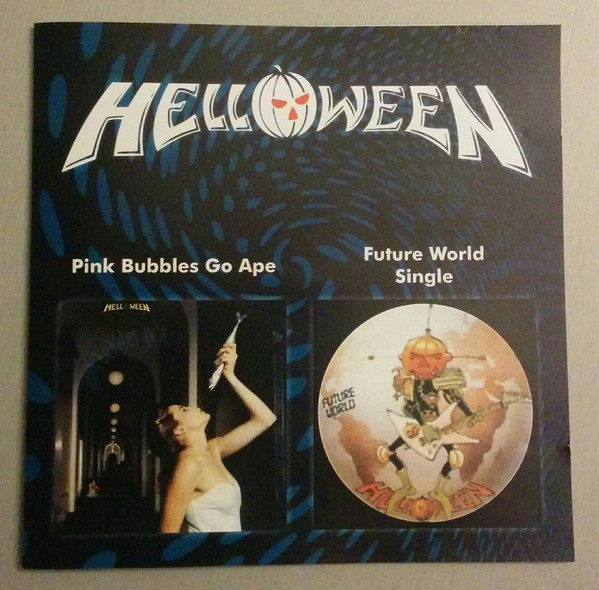 HELLOWEEN
Pink Bubbles Go Ape
Future World
Single
HELLOWEEN
FUTURE
WORLD
HELLOWEEN